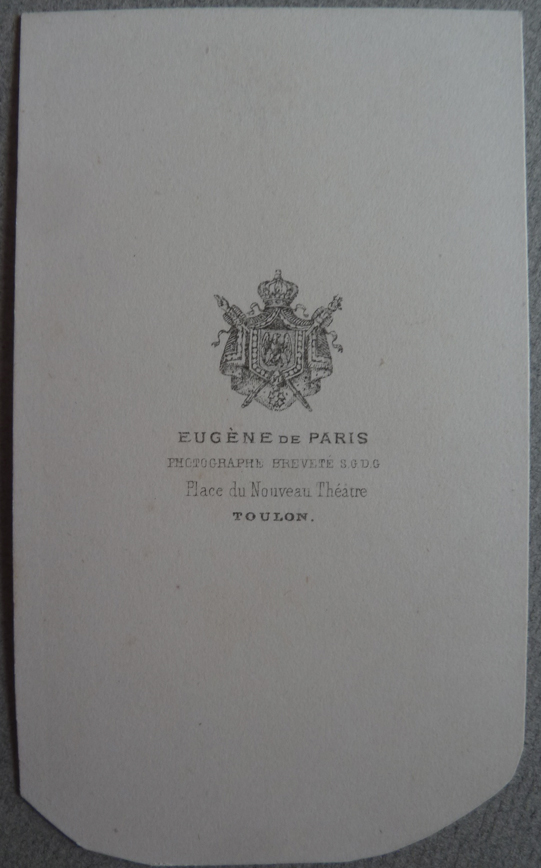 EUGÈNE DE PARIS
PHOTOGRAPHE BREVETÉ S.G.D.G
Place du Nouveau Théâtre
TOULON.